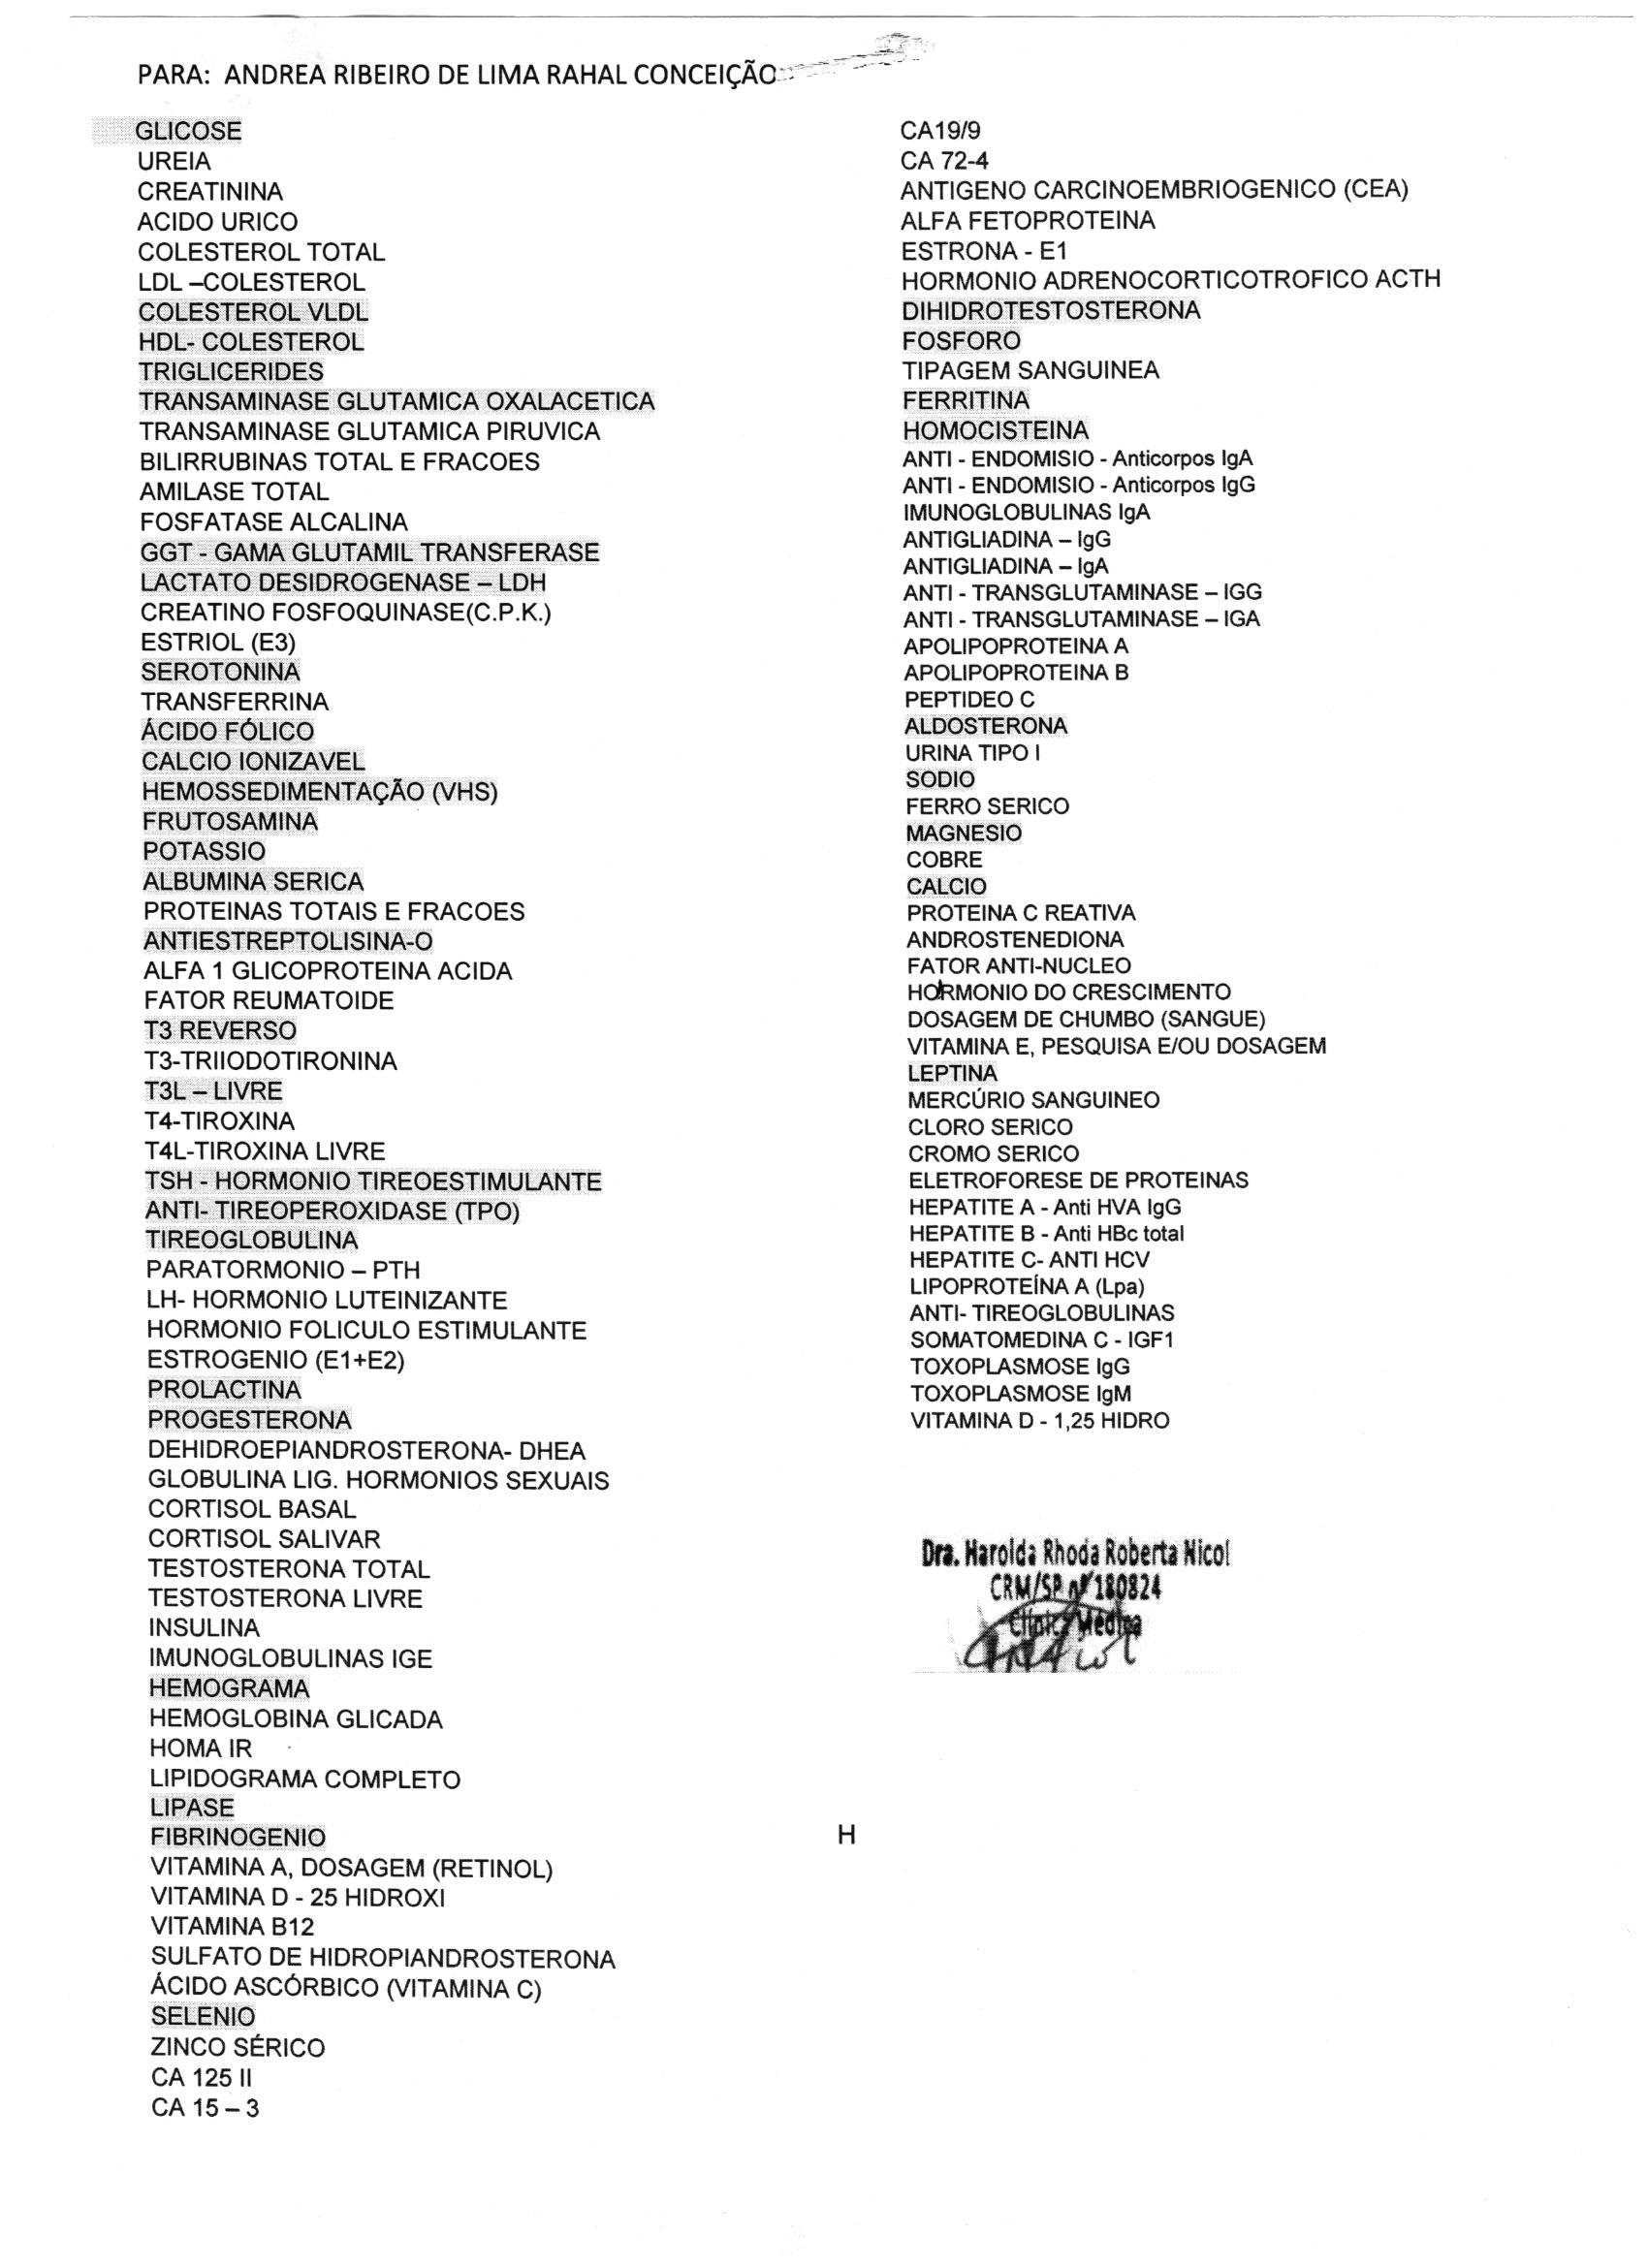 PARA: ANDREA RIBEIRO DE LIMA RAHAL CONCEIÇÃO
GLICOSE
UREIA
CREATININA
ACIDO URICO
COLESTEROL TOTAL
LDL –COLESTEROL
COLESTEROL VLDL
HDL- COLESTEROL
TRIGLICERIDES
TRANSAMINASE GLUTAMICA OXALACETICA
TRANSAMINASE GLUTAMICA PIRUVICA
BILIRRUBINAS TOTAL E FRACOES
AMILASE TOTAL
FOSFATASE ALCALINA
GGT - GAMA GLUTAMIL TRANSFERASE
LACTATO DESIDROGENASE – LDH
CREATINO FOSFOQUINASE(C.P.K.)
ESTRIOL (E3)
SEROTONINA
TRANSFERRINA
ÁCIDO FÓLICO
CALCIO IONIZAVEL
HEMOSSEDIMENTAÇÃO (VHS)
FRUTOSAMINA
POTASSIO
ALBUMINA SERICA
PROTEINAS TOTAIS E FRACOES
ANTIESTREPTOLISINA-O
ALFA 1 GLICOPROTEINA ACIDA
FATOR REUMATOIDE
T3 REVERSO
T3-TRIIODOTIRONINA
T3L – LIVRE
T4-TIROXINA
T4L-TIROXINA LIVRE
TSH - HORMONIO TIREOESTIMULANTE
ANTI- TIREOPEROXIDASE (TPO)
TIREOGLOBULINA
PARATORMONIO – PTH
LH- HORMONIO LUTEINIZANTE
HORMONIO FOLICULO ESTIMULANTE
ESTROGENIO (E1+E2)
PROLACTINA
PROGESTERONA
DEHIDROEPIANDROSTERONA- DHEA
GLOBULINA LIG. HORMONIOS SEXUAIS
CORTISOL BASAL
CORTISOL SALIVAR
TESTOSTERONA TOTAL
TESTOSTERONA LIVRE
INSULINA
IMUNOGLOBULINAS IGE
HEMOGRAMA
HEMOGLOBINA GLICADA
HOMA IR
LIPIDOGRAMA COMPLETO
LIPASE
FIBRINOGENIO
VITAMINA A, DOSAGEM (RETINOL)
VITAMINA D - 25 HIDROXI
VITAMINA B12
SULFATO DE HIDROPIANDROSTERONA
ÁCIDO ASCÓRBICO (VITAMINA C)
SELENIO
ZINCO SÉRICO
CA 125 II
CA 15 – 3
CA19/9
CA 72-4
ANTIGENO CARCINOEMBRIOGENICO (CEA)
ALFA FETOPROTEINA
ESTRONA - E1
HORMONIO ADRENOCORTICOTROFICO ACTH
DIHIDROTESTOSTERONA
FOSFORO
TIPAGEM SANGUINEA
FERRITINA
HOMOCISTEINA
ANTI - ENDOMISIO - Anticorpos IgA
ANTI - ENDOMISIO - Anticorpos IgG
IMUNOGLOBULINAS IgA
ANTIGLIADINA – IgG
ANTIGLIADINA – IgA
ANTI - TRANSGLUTAMINASE – IGG
ANTI - TRANSGLUTAMINASE – IGA
APOLIPOPROTEINA A
APOLIPOPROTEINA B
PEPTIDEO C
ALDOSTERONA
URINA TIPO I
SODIO
FERRO SERICO
MAGNESIO
COBRE
CALCIO
PROTEINA C REATIVA
ANDROSTENEDIONA
FATOR ANTI-NUCLEO
HORMONIO DO CRESCIMENTO
DOSAGEM DE CHUMBO (SANGUE)
VITAMINA E, PESQUISA E/OU DOSAGEM
LEPTINA
MERCÚRIO SANGUINEO
CLORO SERICO
CROMO SERICO
ELETROFORESE DE PROTEINAS
HEPATITE A - Anti HVA IgG
HEPATITE B - Anti HBc total
HEPATITE C- ANTI HCV
LIPOPROTEÍNA A (Lpa)
ANTI- TIREOGLOBULINAS
SOMATOMEDINA C - IGF1
TOXOPLASMOSE IgG
TOXOPLASMOSE IgM
VITAMINA D - 1,25 HIDRO
Dra. Harolda Rhoda Roberta Nicol
CRM/SP nº 180824
Clínica Médica
H